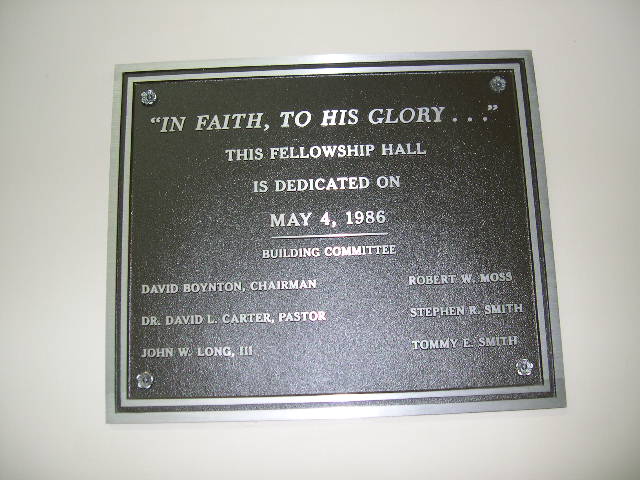 "IN FAITH, TO HIS GLORY . . ."
THIS FELLOWSHIP HALL
IS DEDICATED ON
MAY 4, 1986
BUILDING COMMITTEE
DAVID BOYNTON, CHAIRMAN
DR. DAVID L. CARTER, PASTOR
JOHN W. LONG, III
ROBERT W. MOSS
STEPHEN R. SMITH
TOMMY E. SMITH